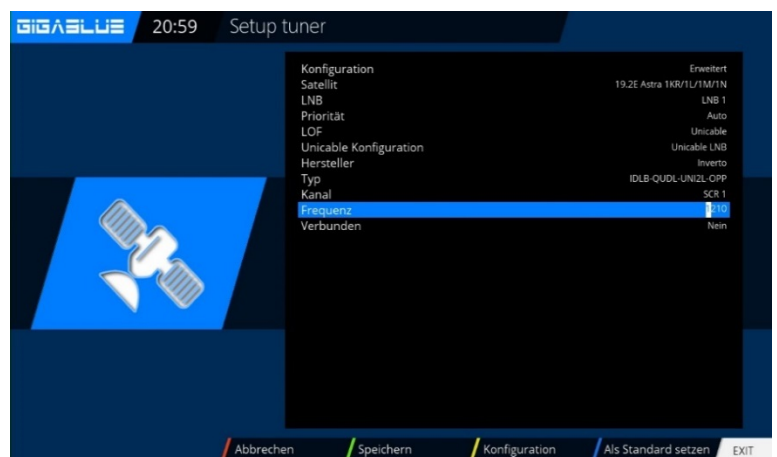 GIGABLUE 20:59 Setup tuner
Konfiguration Erweitert
Satellit 19.2E Astra 1KR/1L/1M/1N
LNB LNB 1
Priorität Auto
LOF Unicable
Unicable Konfiguration Unicable LNB
Hersteller Inverto
Typ IDLB-QUDL-UNI2L-OPP
Kanal SCR 1
Frequenz 1210
Verbunden Nein
Abbrechen Speichern Konfiguration Als Standard setzen EXIT